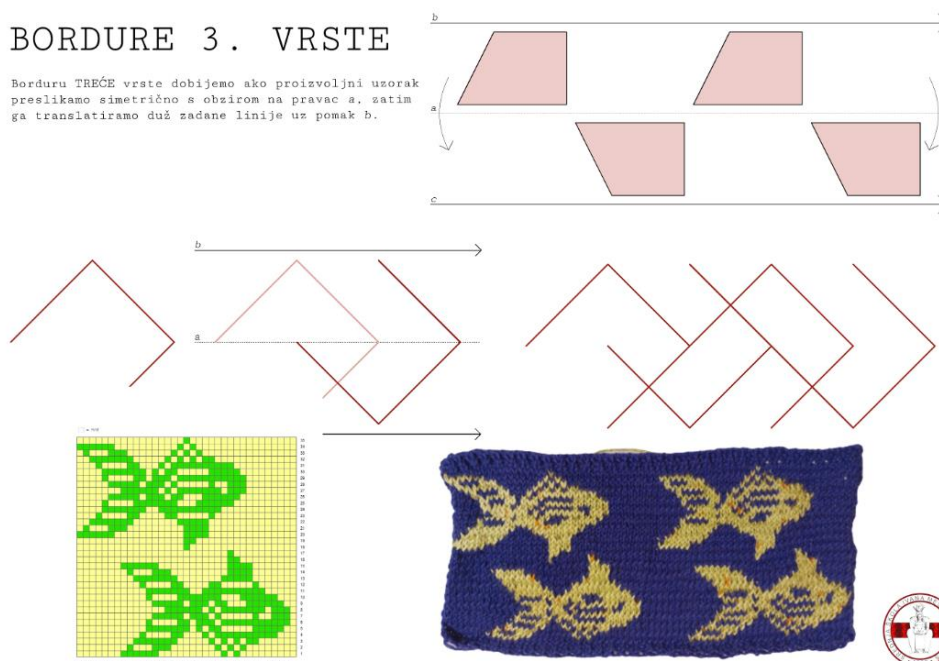 BORDURE 3. VRSTE
Borduru TREĆE vrste dobijemo ako proizvoljni uzorak
preslikamo simetrično s obzirom na pravac a, zatim
ga translatiramo duž zadane linije uz pomak b.
b
a
c
b
a